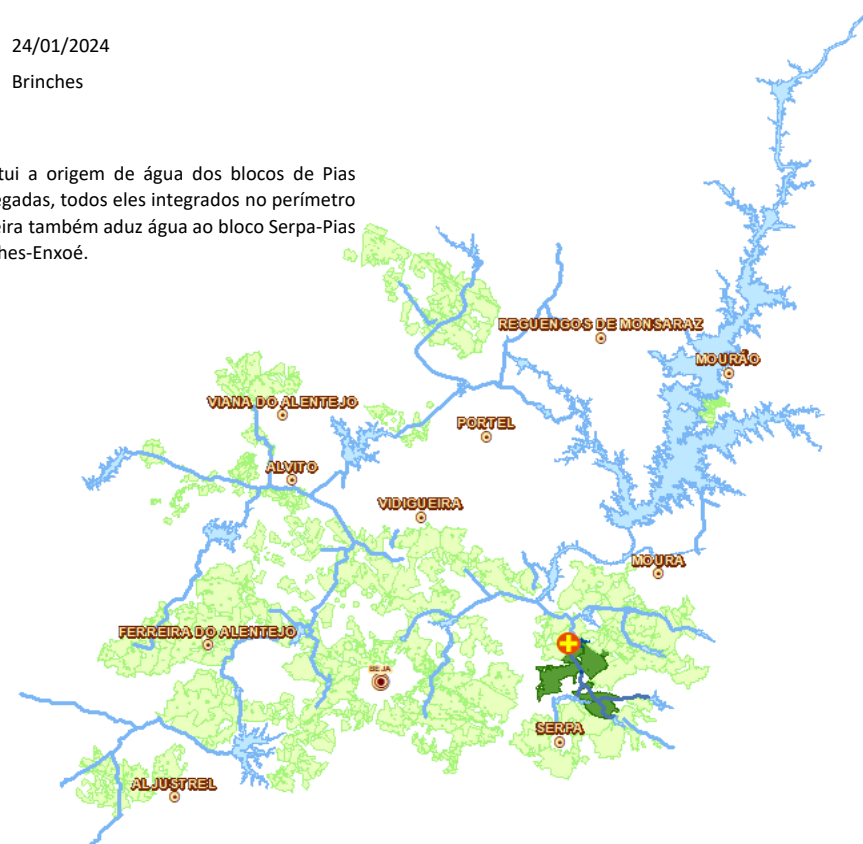 24/01/2024
Brinches
tui a origem de água dos blocos de Pias
egadas, todos eles integrados no perímetro
eira também aduz água ao bloco Serpa-Pias
hes-Enxoé.
REGUENGOS DE MONSARAZ
MOURÃO
VIANA DO ALENTEJO
PORTEL
ALVITO
VIDIGUEIRA
MOURA
FERREIRA DO ALENTEJO
BEJA
SERPA
ALJUSTREL